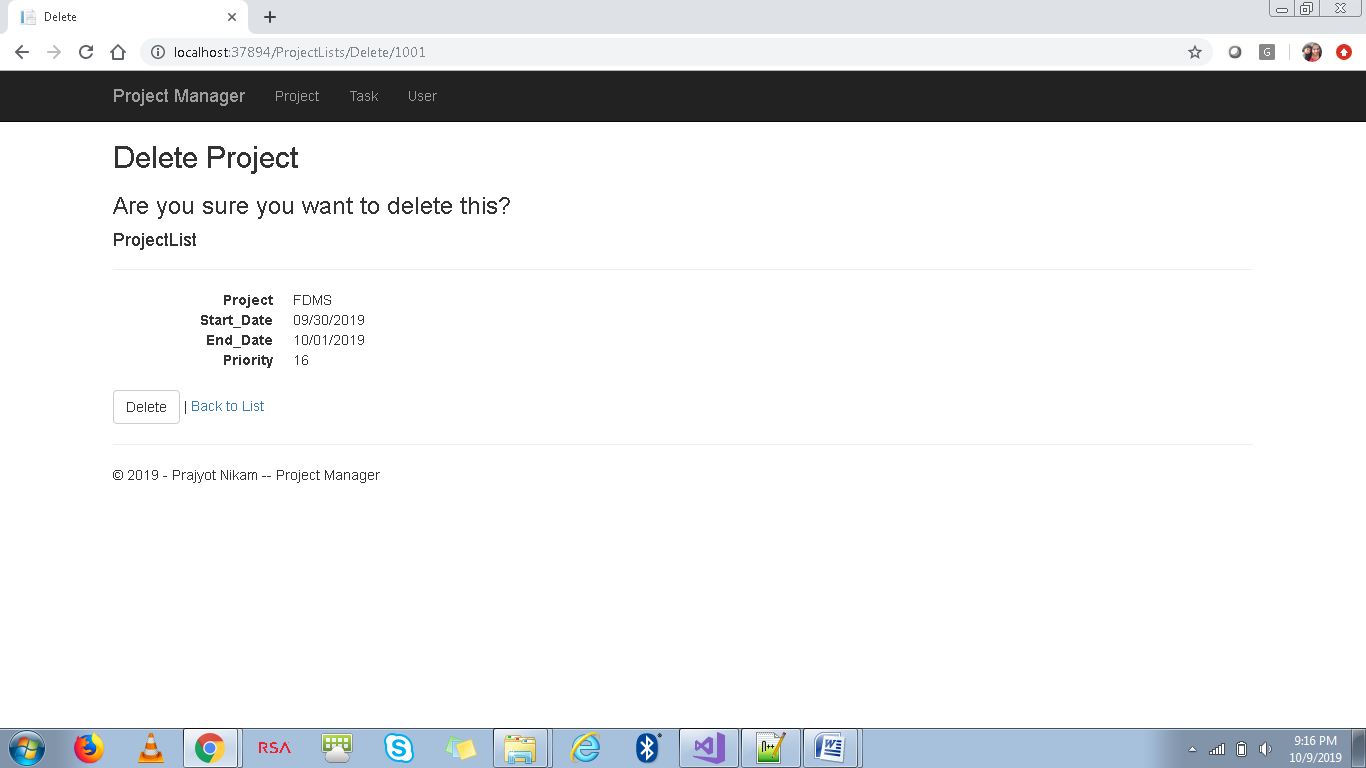 Delete
localhost:37894/ProjectLists/Delete/1001
G
Project Manager Project Task User
Delete Project
Are you sure you want to delete this?
ProjectList
Project FDMS
Start_Date 09/30/2019
End_Date 10/01/2019
Priority 16
Delete | Back to List
© 2019 - Prajyot Nikam -- Project Manager
RSA
9:16 PM
10/9/2019